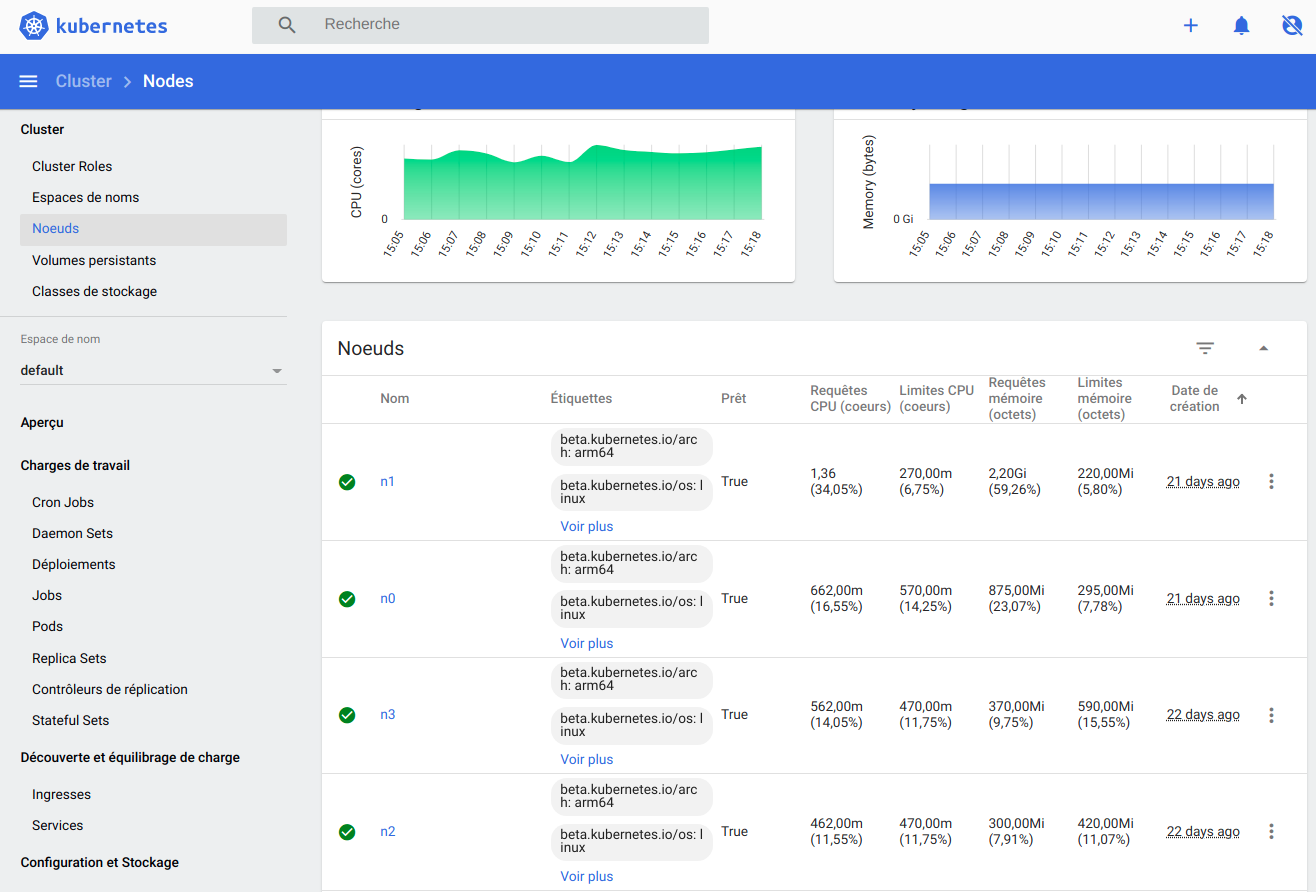 kubernetes
Recherche
Cluster
Nodes
Cluster
Cluster Roles
Espaces de noms
Noeuds
Volumes persistants
Classes de stockage
Espace de nom
default
Aperçu
Charges de travail
Cron Jobs
Daemon Sets
Déploiements
Jobs
Pods
Replica Sets
Contrôleurs de réplication
Stateful Sets
Découverte et équilibrage de charge
Ingresses
Services
Configuration et Stockage
CPU (cores)
0
15:05
15:06
15:07
15:08
15:09
15:10
15:11
15:12
15:13
15:14
15:15
15:16
15:17
15:18
Memory (bytes)
0 Gi
15:05
15:06
15:07
15:08
15:09
15:10
15:11
15:12
15:13
15:14
15:15
15:16
15:17
15:18
Noeuds
Nom
Étiquettes
Prêt
Requêtes
CPU (coeurs)
Limites CPU
(coeurs)
Requêtes
mémoire
(octets)
Limites
mémoire
(octets)
Date de
création
n1
beta.kubernetes.io/arc
h: arm64
beta.kubernetes.io/os: l
inux
Voir plus
True
1,36
(34,05%)
270,00m
(6,75%)
2,20Gi
(59,26%)
220,00Mi
(5,80%)
21 days ago
n0
beta.kubernetes.io/arc
h: arm64
beta.kubernetes.io/os: l
inux
Voir plus
True
662,00m
(16,55%)
570,00m
(14,25%)
875,00Mi
(23,07%)
295,00Mi
(7,78%)
21 days ago
n3
beta.kubernetes.io/arc
h: arm64
beta.kubernetes.io/os: l
inux
Voir plus
True
562,00m
(14,05%)
470,00m
(11,75%)
370,00Mi
(9,75%)
590,00Mi
(15,55%)
22 days ago
n2
beta.kubernetes.io/arc
h: arm64
beta.kubernetes.io/os: l
inux
Voir plus
True
462,00m
(11,55%)
470,00m
(11,75%)
300,00Mi
(7,91%)
420,00Mi
(11,07%)
22 days ago